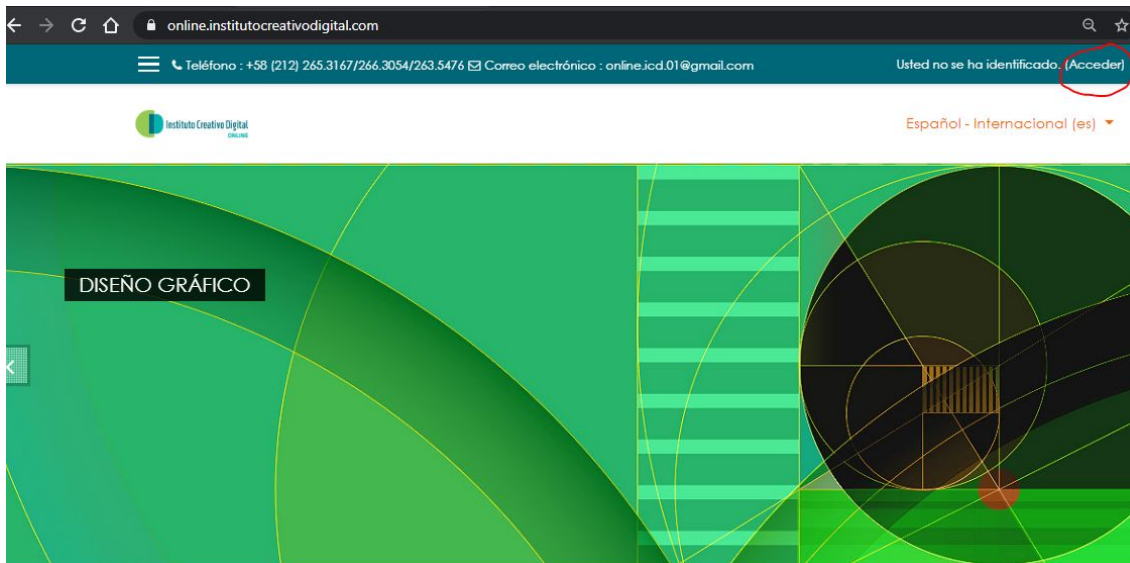 online.institutocreativodigital.com
Teléfono : +58 (212) 265.3167/266.3054/263.5476 Correo electrónico : online.icd.01@gmail.com
Usted no se ha identificado. (Acceder)
Instituto Creativo Digital
ONLINE
Español - Internacional (es)
DISEÑO GRÁFICO